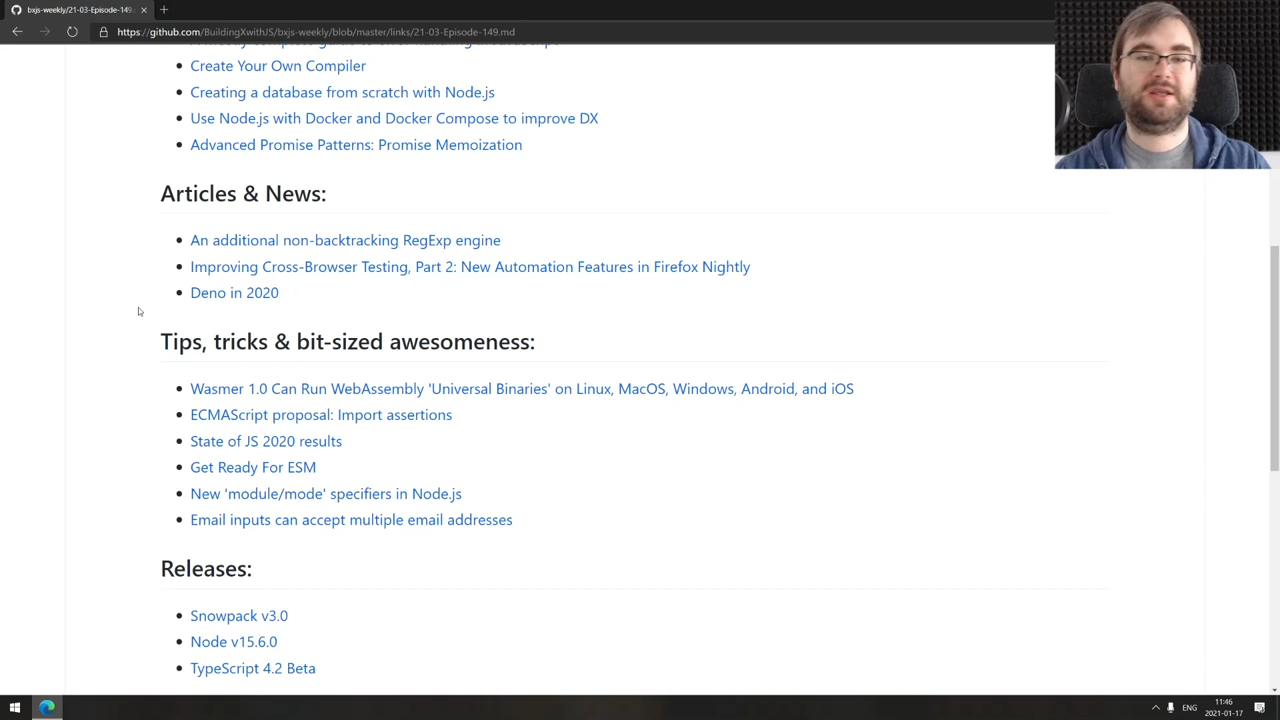 bxjs-weekly/21-03-Episode-149.
https://github.com/BuildingXwithJS/bxjs-weekly/blob/master/links/21-03-Episode-149.md
Create Your Own Compiler
Creating a database from scratch with Node.js
Use Node.js with Docker and Docker Compose to improve DX
Advanced Promise Patterns: Promise Memoization
Articles & News:
An additional non-backtracking RegExp engine
Improving Cross-Browser Testing, Part 2: New Automation Features in Firefox Nightly
Deno in 2020
Tips, tricks & bit-sized awesomeness:
Wasmer 1.0 Can Run WebAssembly 'Universal Binaries' on Linux, MacOS, Windows, Android, and iOS
ECMAScript proposal: Import assertions
State of JS 2020 results
Get Ready For ESM
New 'module/mode' specifiers in Node.js
Email inputs can accept multiple email addresses
Releases:
Snowpack v3.0
Node v15.6.0
TypeScript 4.2 Beta
ENG
11:46
2021-01-17